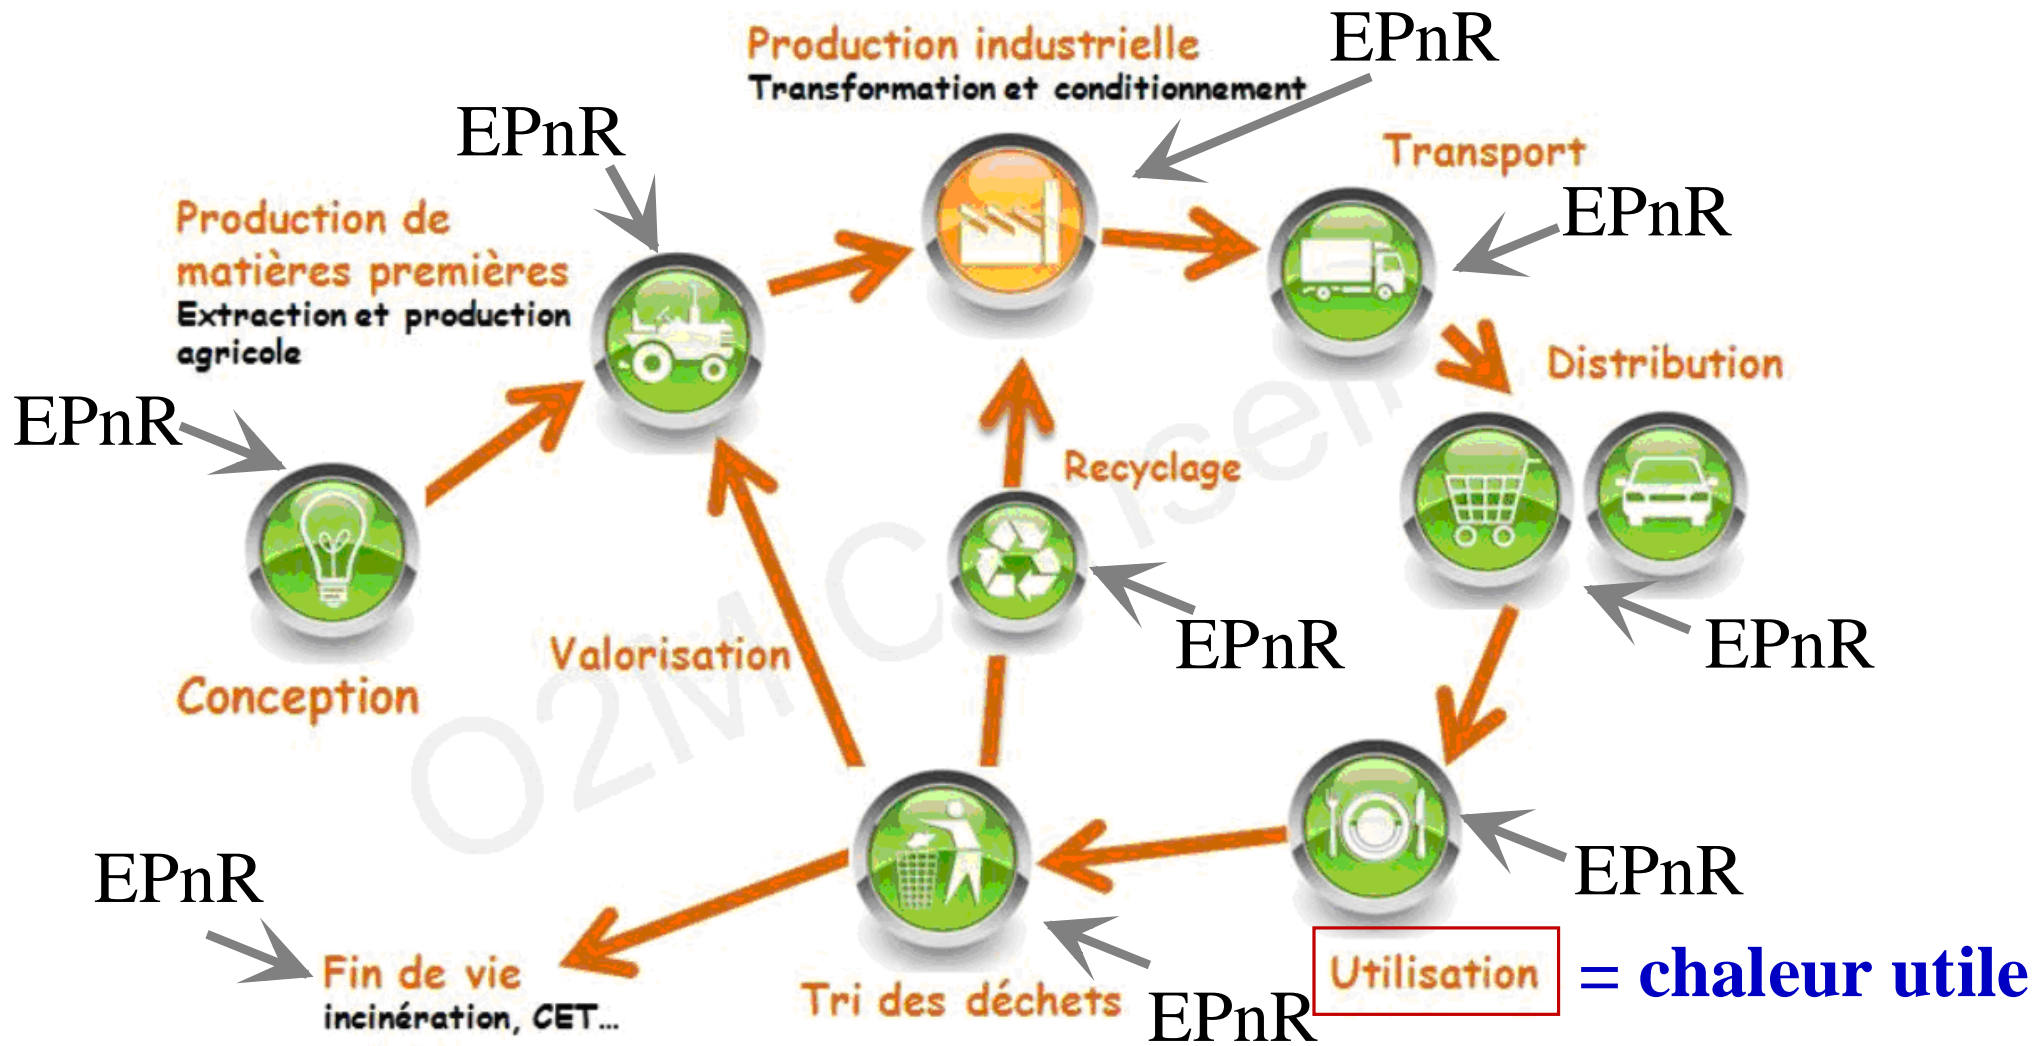 Production industrielle
Transformation et conditionnement
EPnR
EPnR
Transport
EPnR
Production de
matières premières
Extraction et production
agricole
Distribution
EPnR
Recyclage
EPnR
EPnR
Valorisation
Conception
O2M Conseil
EPnR
EPnR
Utilisation
= chaleur utile
Fin de vie
incinération, CET...
Tri des déchets
EPnR